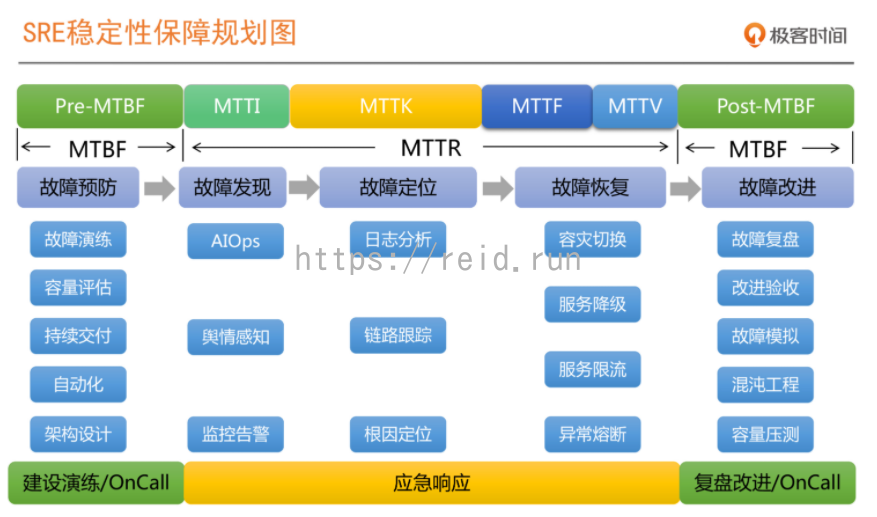 SRE稳定性保障规划图
极客时间
Pre-MTBF
MTTI
MTTK
MTTF
MTTV
Post-MTBF
MTBF
MTTR
MTBF
故障预防
故障发现
故障定位
故障恢复
故障改进
故障演练
AIOps
日志分析
容灾切换
故障复盘
https://reid.run
容量评估
服务降级
改进验收
持续交付
舆情感知
链路跟踪
故障模拟
自动化
服务限流
混沌工程
架构设计
监控告警
根因定位
异常熔断
容量压测
建设演练/OnCall
应急响应
复盘改进/OnCall